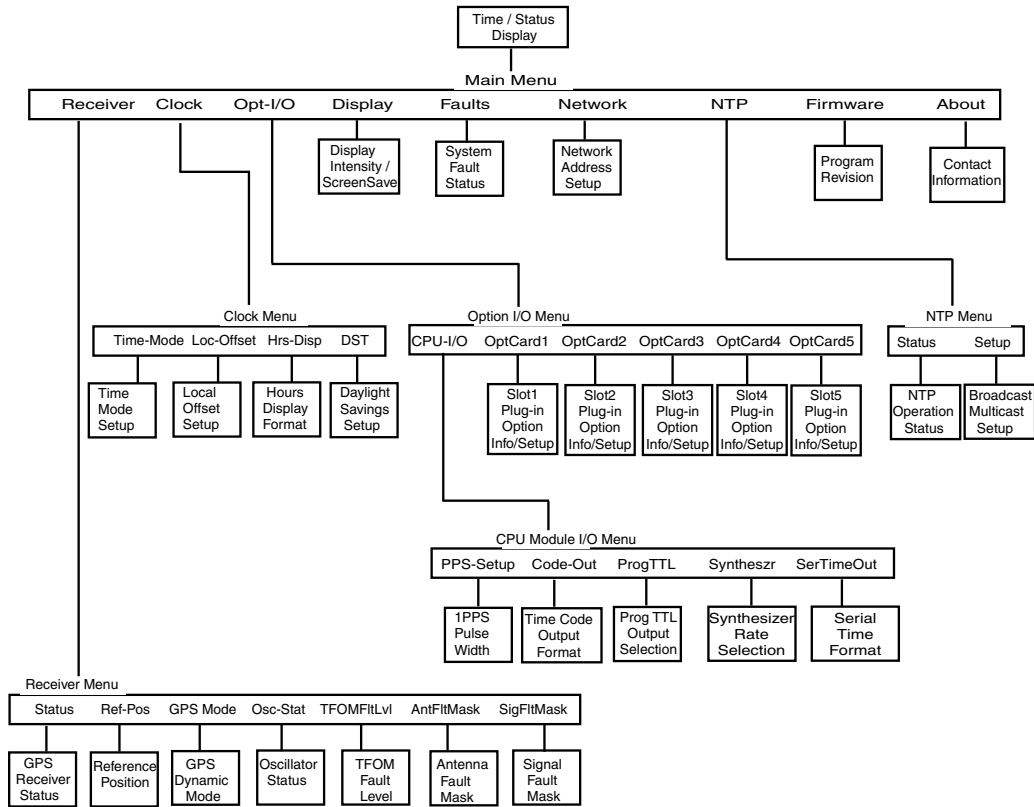 Time / Status
Display
Main Menu
Receiver Clock Opt-I/O Display Faults Network NTP Firmware About
Display
Intensity /
ScreenSave
System
Fault
Status
Network
Address
Setup
Program
Revision
Contact
Information
Clock Menu
Time-Mode Loc-Offset Hrs-Disp DST
Time
Mode
Setup
Local
Offset
Setup
Hours
Display
Format
Daylight
Savings
Setup
Option I/O Menu
CPU-I/O OptCard1 OptCard2 OptCard3 OptCard4 OptCard5
Slot1
Plug-in
Option
Info/Setup
Slot2
Plug-in
Option
Info/Setup
Slot3
Plug-in
Option
Info/Setup
Slot4
Plug-in
Option
Info/Setup
Slot5
Plug-in
Option
Info/Setup
NTP Menu
Status Setup
NTP
Operation
Status
Broadcast
Multicast
Setup
CPU Module I/O Menu
PPS-Setup Code-Out ProgTTL Syntheszr SerTimeOut
1PPS
Pulse
Width
Time Code
Output
Format
Prog TTL
Output
Selection
Synthesizer
Rate
Selection
Serial
Time
Format
Receiver Menu
Status Ref-Pos GPS Mode Osc-Stat TFOMFltLvl AntFltMask SigFltMask
GPS
Receiver
Status
Reference
Position
GPS
Dynamic
Mode
Oscillator
Status
TFOM
Fault
Level
Antenna
Fault
Mask
Signal
Fault
Mask